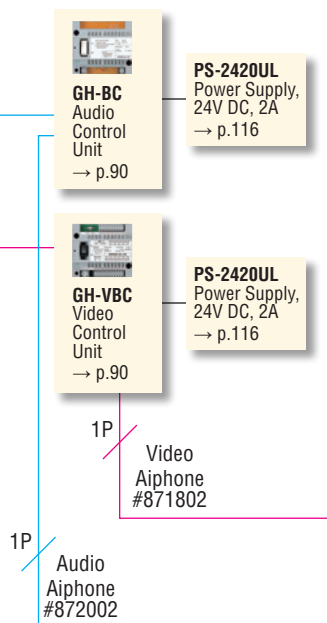 GH-BC
Audio
Control
Unit
→ p.90
PS-2420UL
Power Supply,
24V DC, 2A
→ p.116
GH-VBC
Video
Control
Unit
→ p.90
PS-2420UL
Power Supply,
24V DC, 2A
→ p.116
1P
Video
Aiphone
#871802
1P
Audio
Aiphone
#872002